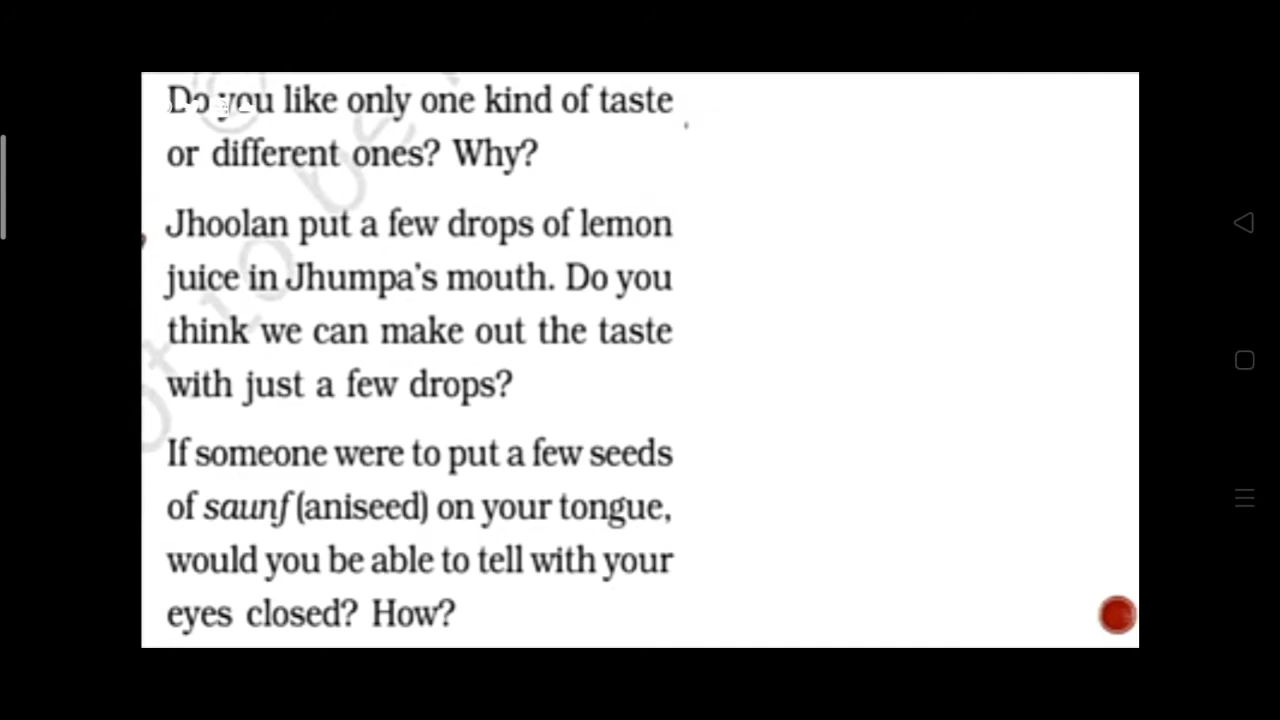 Do you like only one kind of taste
or different ones? Why?
Jhoolan put a few drops of lemon
juice in Jhumpa's mouth. Do you
think we can make out the taste
with just a few drops?
If someone were to put a few seeds
of saunf (aniseed) on your tongue,
would you be able to tell with your
eyes closed? How?